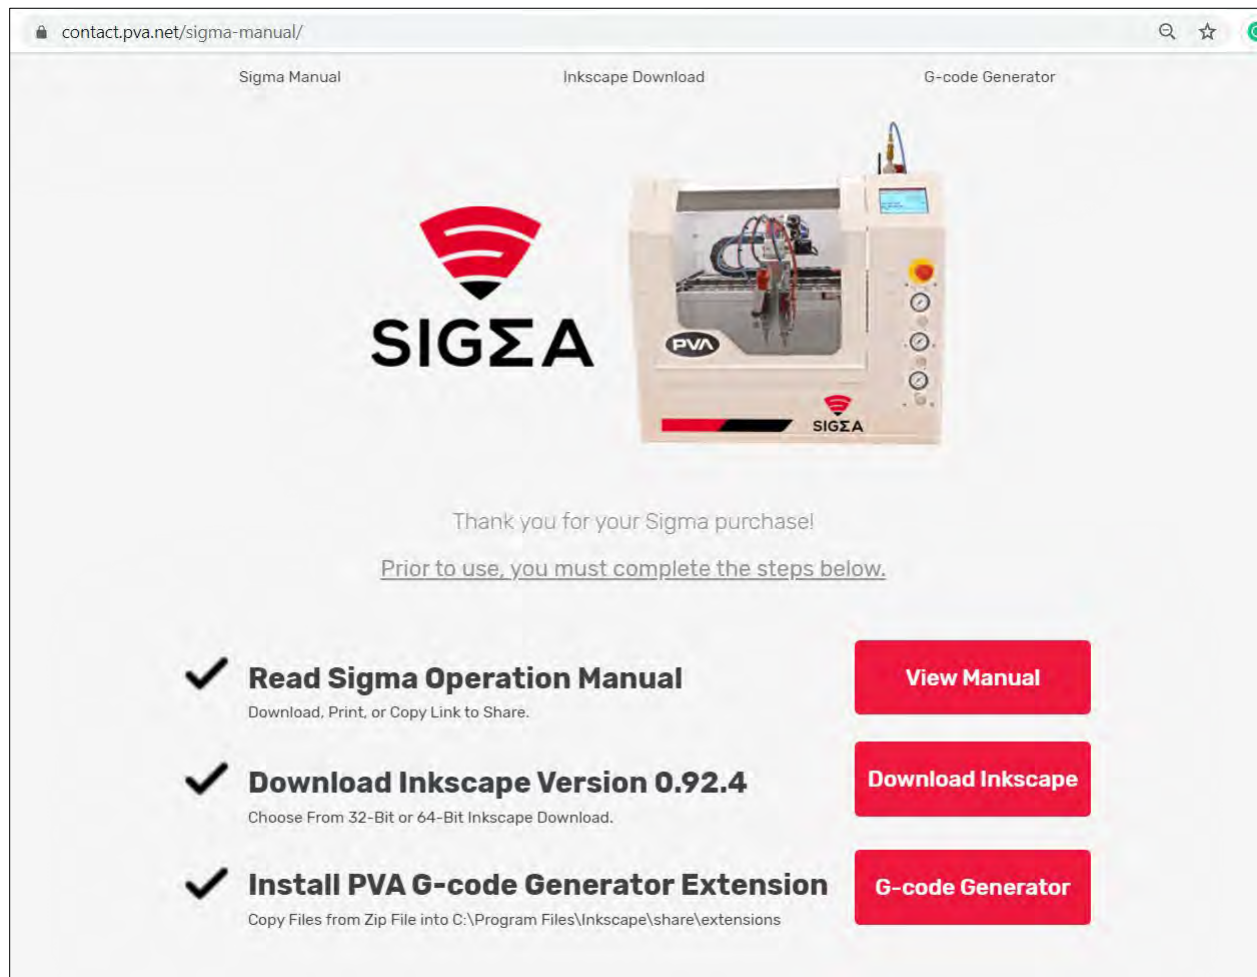 contact.pva.net/sigma-manual/
Sigma Manual Inkscape Download G-code Generator
SIGΣA
PVA
SIGΣA
Thank you for your Sigma purchase!
Prior to use, you must complete the steps below.
Read Sigma Operation Manual
Download, Print, or Copy Link to Share.
View Manual
Download Inkscape Version 0.92.4
Choose From 32-Bit or 64-Bit Inkscape Download.
Download Inkscape
Install PVA G-code Generator Extension
Copy Files from Zip File into C:\Program Files\Inkscape\share\extensions
G-code Generator